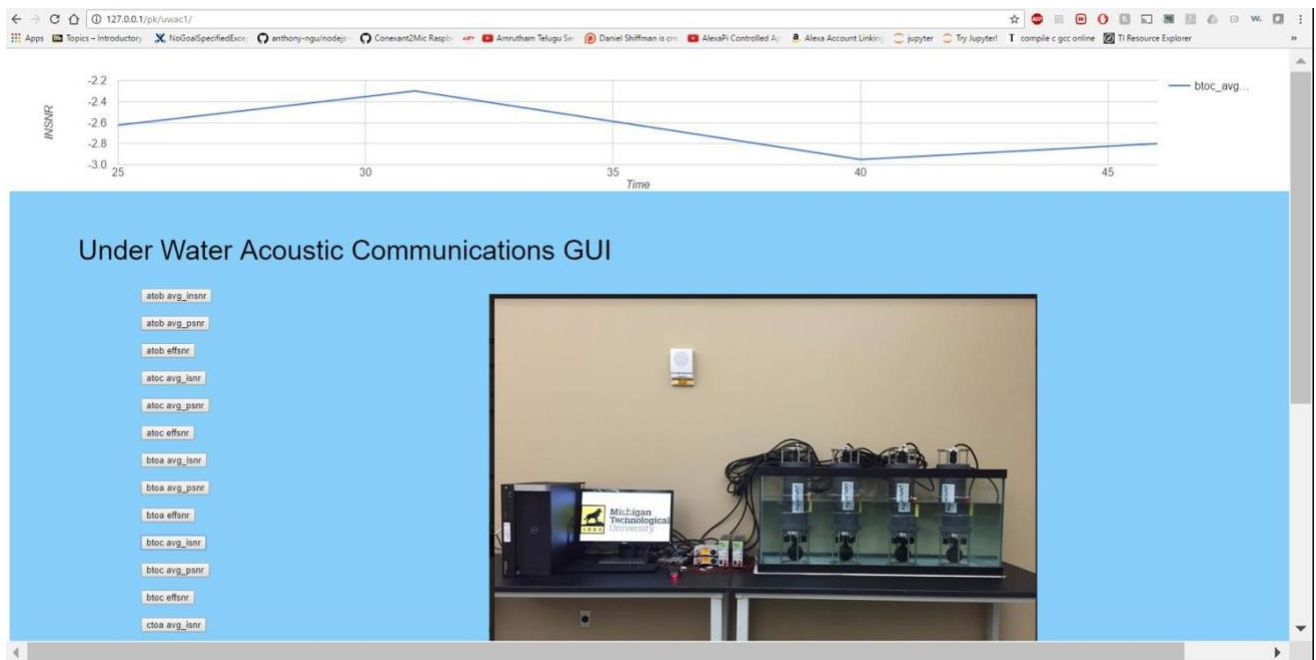 127.0.0.1/pk/uwac1/
Apps Topics – Introductory NoGoalSpecifiedExce anthony-ngu/nodejs Conexant2Mic Raspb Amrutham Telugu Se Daniel Shiffman is cre AlexaPi Controlled A Alexa Account Linking jupyter Try Jupyter! T compile c gcc online TI Resource Explorer »
-2.2
-2.4
-2.6
-2.8
-3.0
INSNR
25 30 35 40 45
Time
btoc_avg...
Under Water Acoustic Communications GUI
atob avg_insnr
atob avg_psnr
atob effsnr
atoc avg_isnr
atoc avg_psnr
atoc effsnr
btoa avg_isnr
btoa avg_psnr
btoa effsnr
btoc avg_isnr
btoc avg_psnr
btoc effsnr
ctoa avg_isnr
Michigan
Technological
University